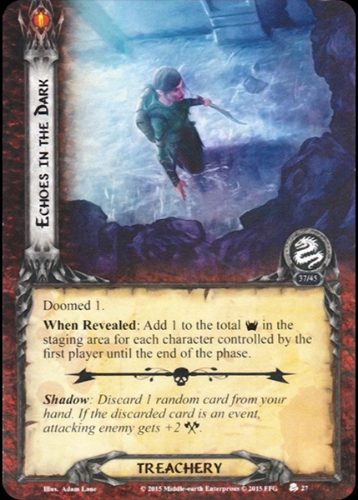 ECHOES IN THE DARK
37/45
Doomed 1.
When Revealed: Add 1 to the total in the
staging area for each character controlled by the
first player until the end of the phase.
Shadow: Discard 1 random card from your
hand. If the discarded card is an event,
attacking enemy gets +2
Illus. Adam Lane
© 2015 Middle-earth Enterprises © 2015 FFG
27
TREACHERY